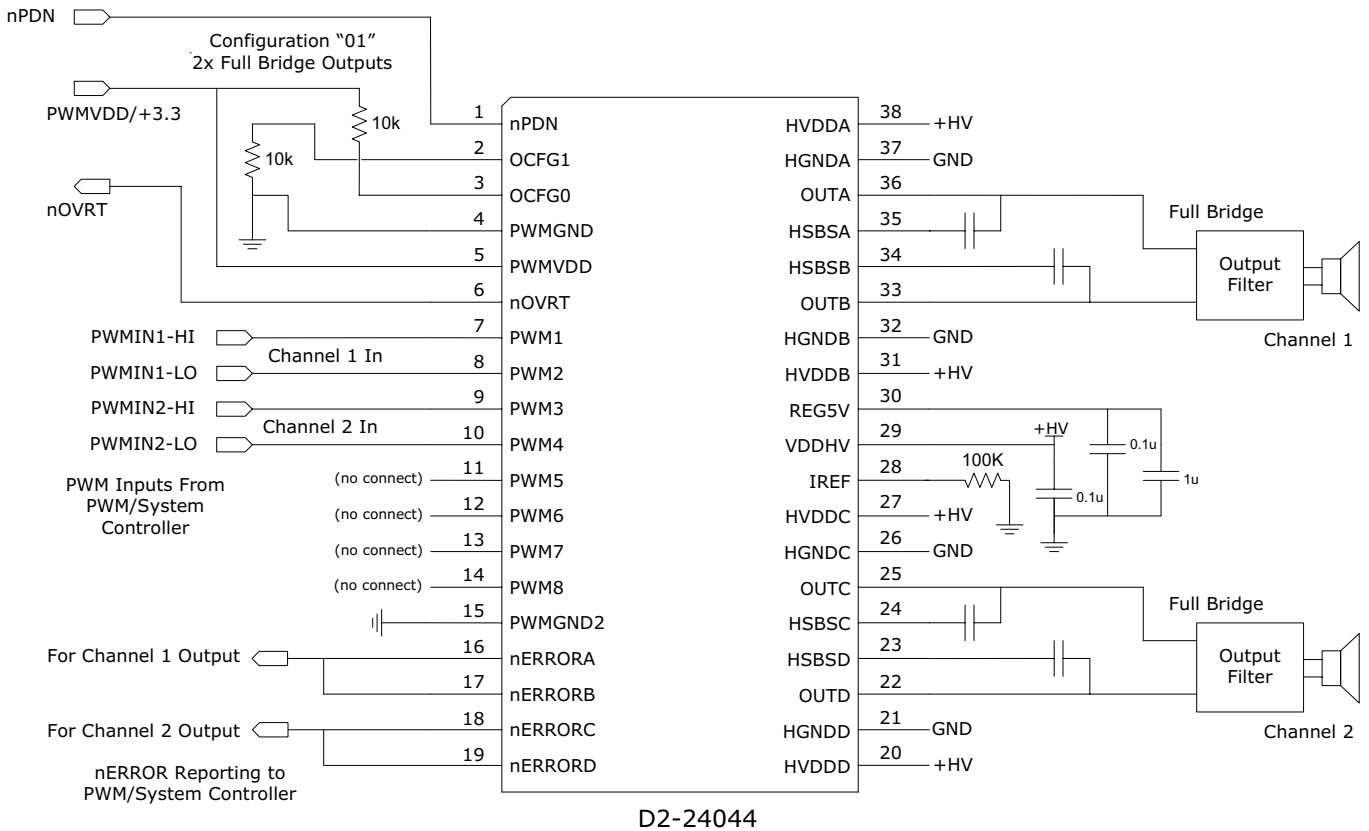 nPDN
Configuration “01”
2x Full Bridge Outputs
PWMVDD/+3.3
10k
10k
nOVRT
PWMIN1-HI
Channel 1 In
PWMIN1-LO
PWMIN2-HI
Channel 2 In
PWMIN2-LO
PWM Inputs From
PWM/System
Controller
(no connect)
(no connect)
(no connect)
(no connect)
For Channel 1 Output
For Channel 2 Output
nERROR Reporting to
PWM/System Controller
1 nPDN
2 OCFG1
3 OCFG0
4 PWMGND
5 PWMVDD
6 nOVRT
7 PWM1
8 PWM2
9 PWM3
10 PWM4
11 PWM5
12 PWM6
13 PWM7
14 PWM8
15 PWMGND2
16 nERRORA
17 nERRORB
18 nERRORC
19 nERRORD
HVDDA 38 +HV
HGNDA 37 GND
OUTA 36
HSBSA 35
HSBSB 34
OUTB 33
HGNDB 32 GND
HVDDB 31 +HV
REG5V 30
VDDHV 29
IREF 28
HVDDC 27 +HV
HGNDC 26 GND
OUTC 25
HSBSC 24
HSBSD 23
OUTD 22
HGNDD 21 GND
HVDDD 20 +HV
Full Bridge
Output
Filter
Channel 1
+HV
0.1u
100K
0.1u
1u
Full Bridge
Output
Filter
Channel 2
D2-24044